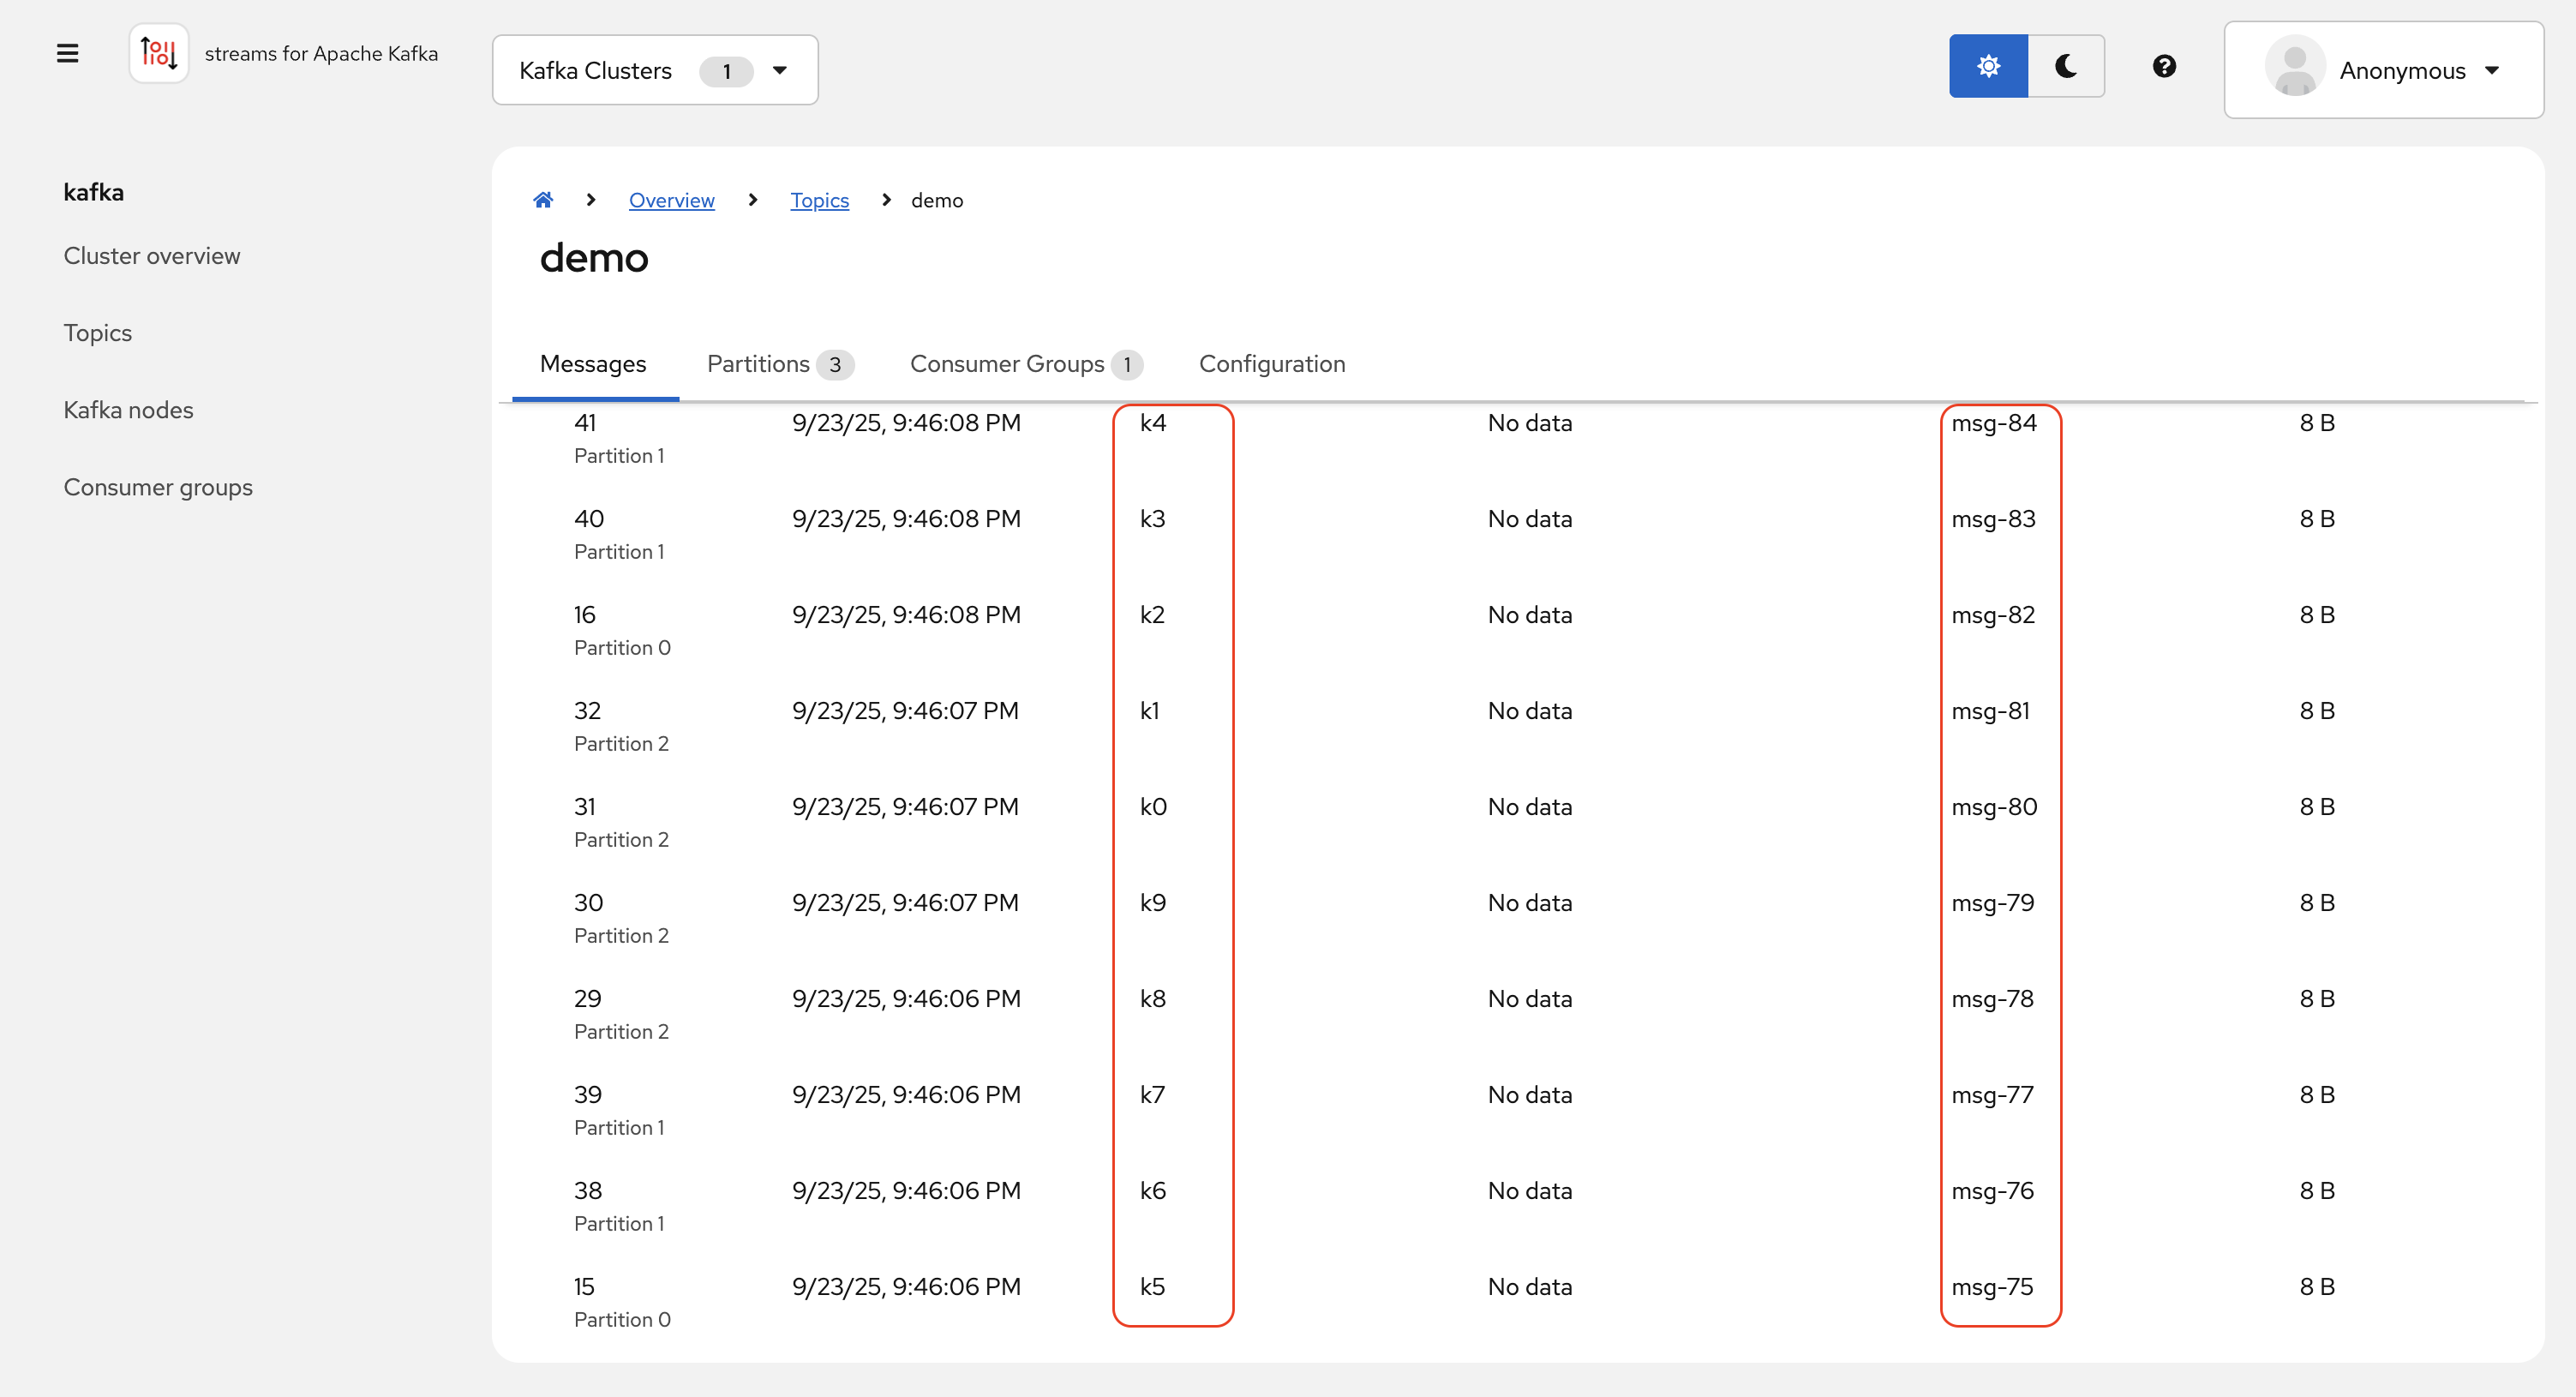 streams for Apache Kafka
Kafka Clusters 1
Anonymous
kafka
Cluster overview
Topics
Kafka nodes
Consumer groups
Overview Topics demo
demo
Messages Partitions 3 Consumer Groups 1 Configuration
41 9/23/25, 9:46:08 PM k4 No data msg-84 8 B
Partition 1
40 9/23/25, 9:46:08 PM k3 No data msg-83 8 B
Partition 1
16 9/23/25, 9:46:08 PM k2 No data msg-82 8 B
Partition 0
32 9/23/25, 9:46:07 PM k1 No data msg-81 8 B
Partition 2
31 9/23/25, 9:46:07 PM k0 No data msg-80 8 B
Partition 2
30 9/23/25, 9:46:07 PM k9 No data msg-79 8 B
Partition 2
29 9/23/25, 9:46:06 PM k8 No data msg-78 8 B
Partition 2
39 9/23/25, 9:46:06 PM k7 No data msg-77 8 B
Partition 1
38 9/23/25, 9:46:06 PM k6 No data msg-76 8 B
Partition 1
15 9/23/25, 9:46:06 PM k5 No data msg-75 8 B
Partition 0